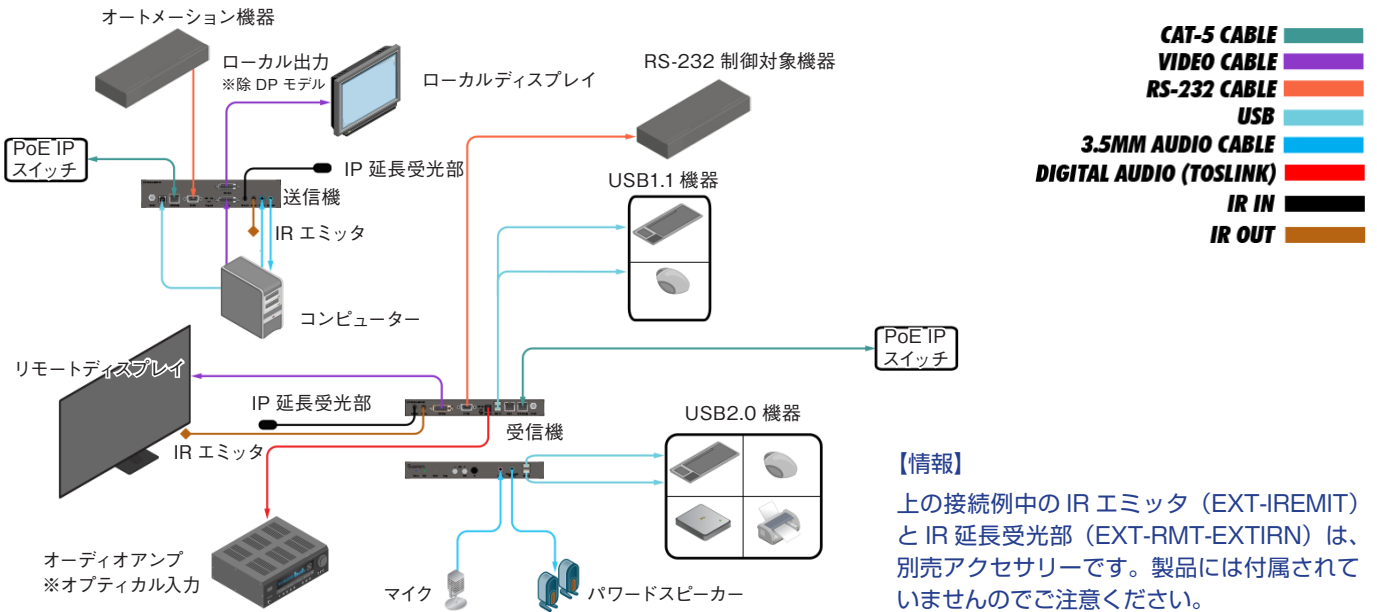 オートメーション機器
ローカル出力
※除 DP モデル
ローカルディスプレイ
RS-232 制御対象機器
PoE IP
スイッチ
IP 延長受光部
送信機
IR エミッタ
コンピューター
USB1.1 機器
リモートディスプレイ
PoE IP
スイッチ
IP 延長受光部
受信機
IR エミッタ
USB2.0 機器
オーディオアンプ
※オプティカル入力
マイク
パワードスピーカー
CAT-5 CABLE
VIDEO CABLE
RS-232 CABLE
USB
3.5MM AUDIO CABLE
DIGITAL AUDIO (TOSLINK)
IR IN
IR OUT
【情報】
上の接続例中の IR エミッタ（EXT-IREMIT）
と IR 延長受光部（EXT-RMT-EXTIRN）は、
別売アクセサリーです。製品には付属されて
いませんのでご注意ください。